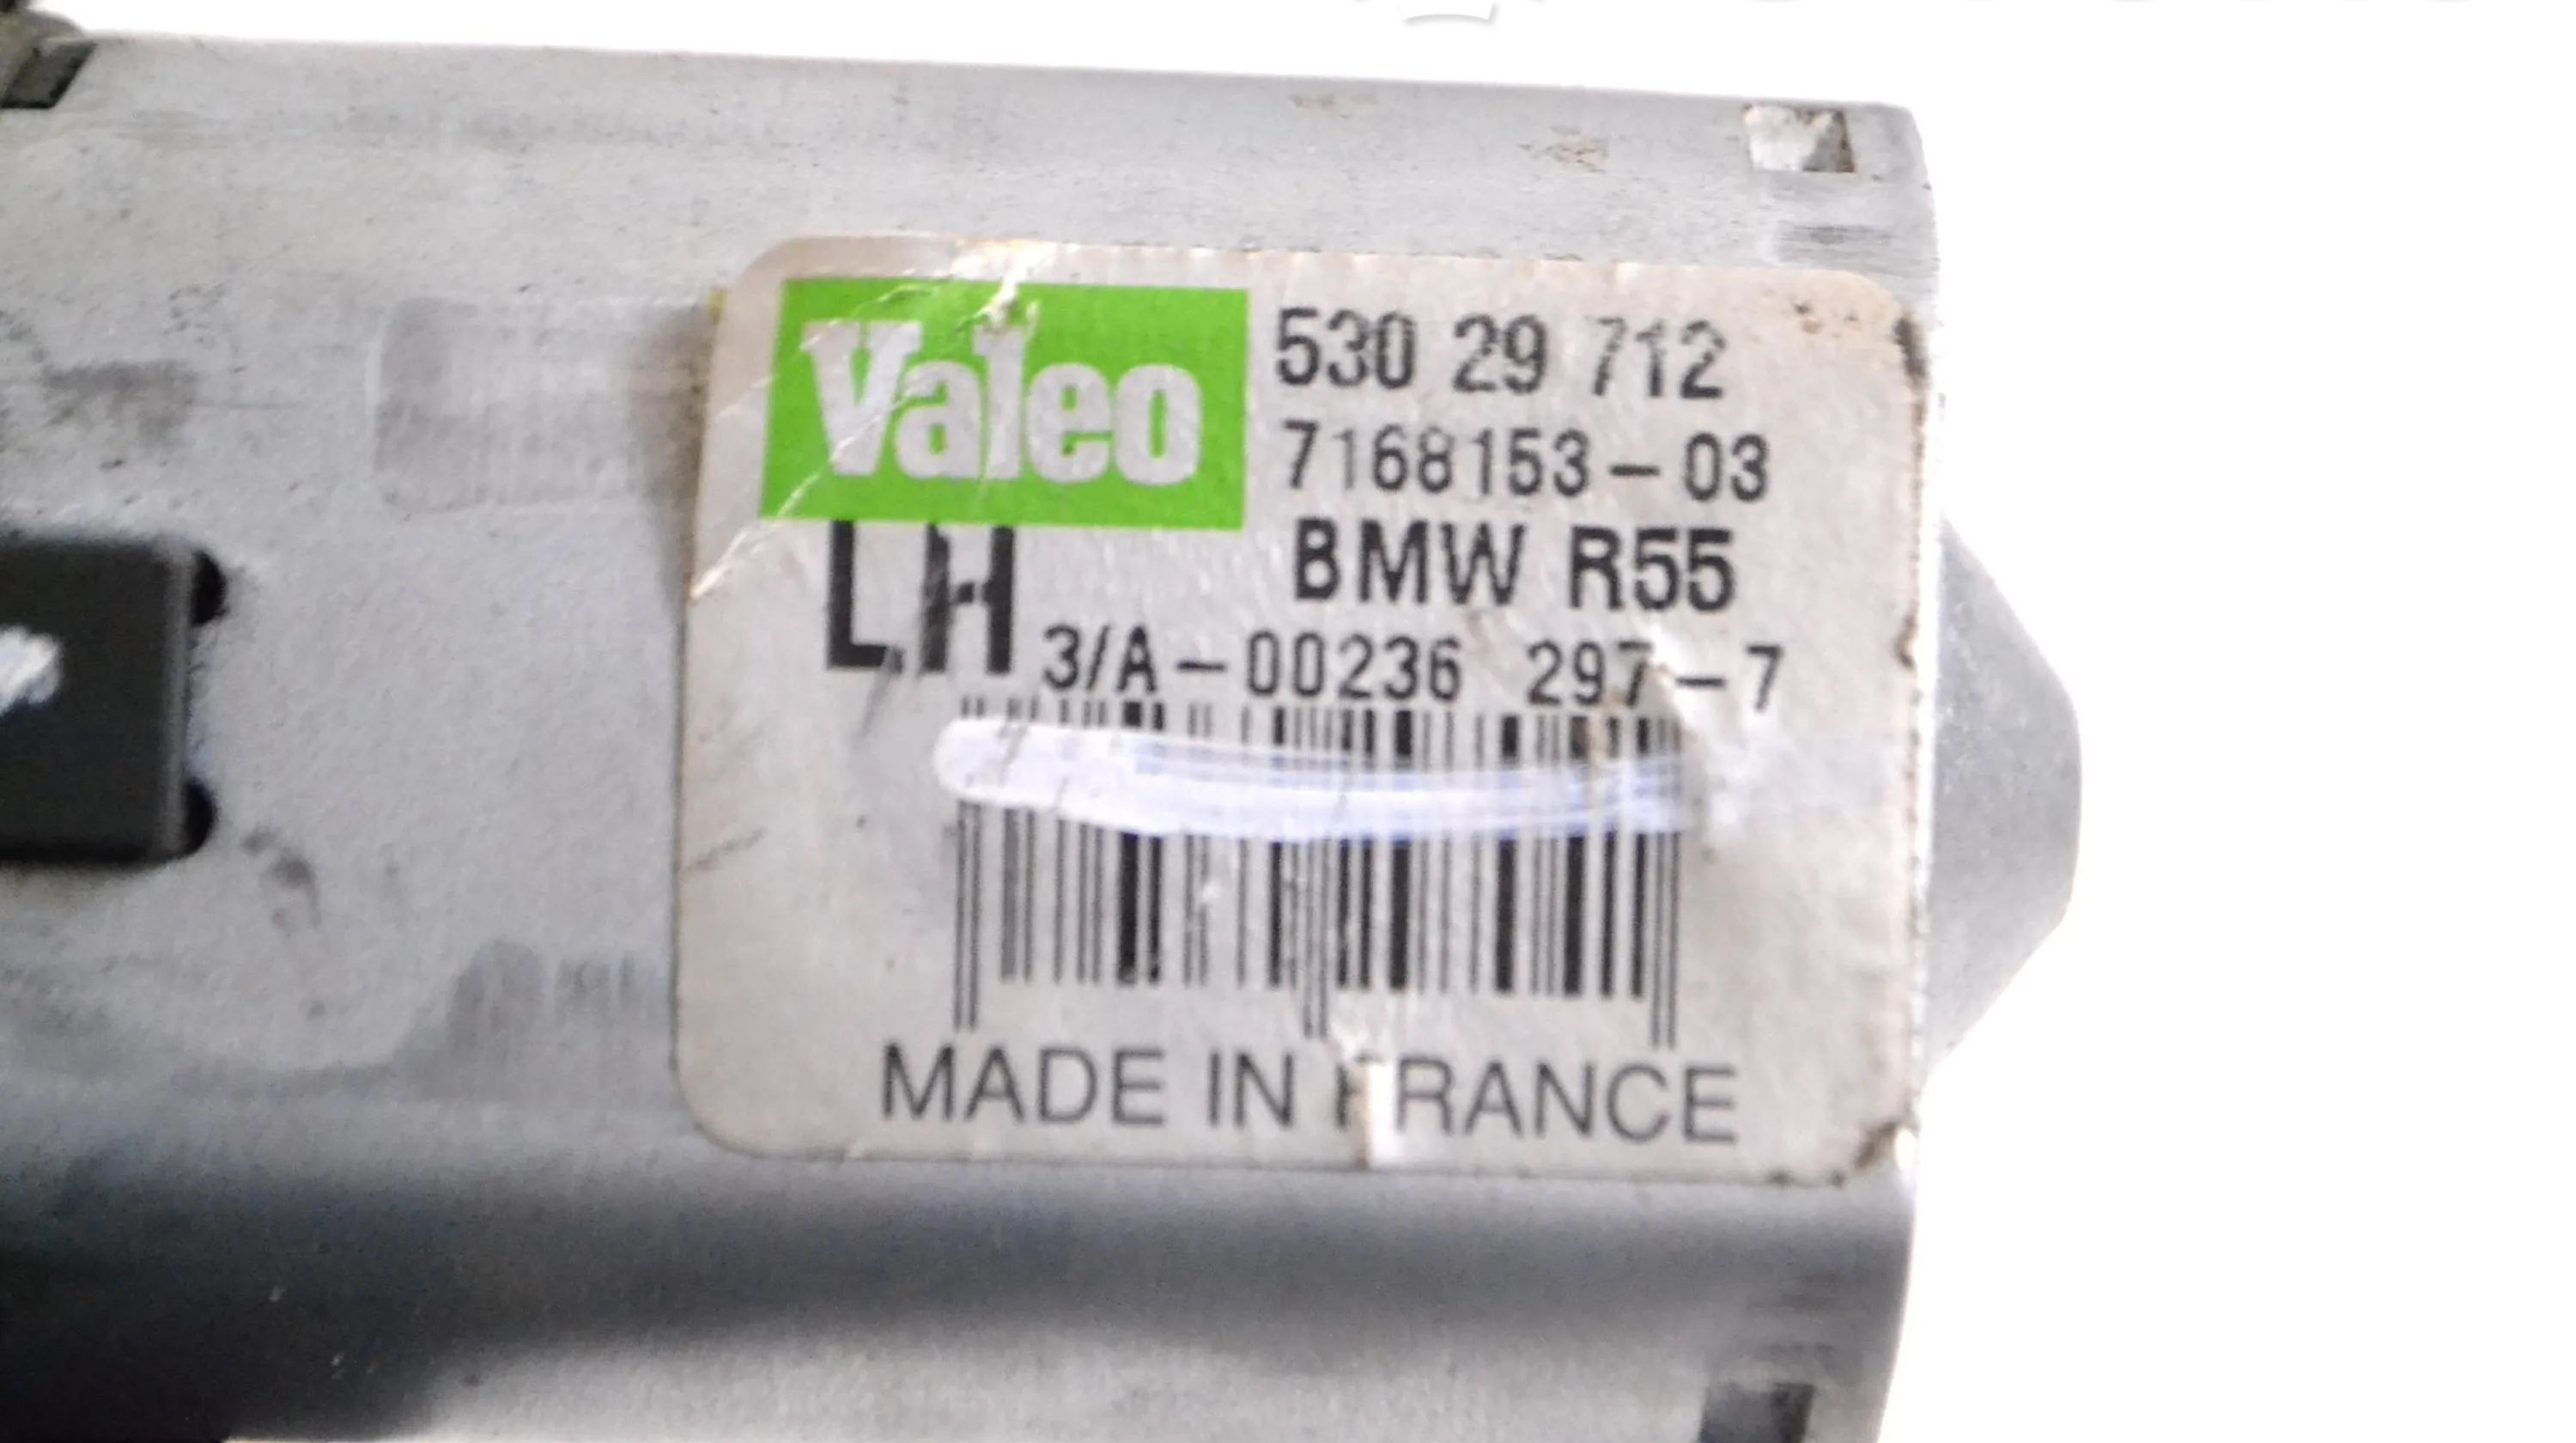 Valeo
530 29 712
7168153-03
LH
BMW R55
3/A-00236 297-7
MADE IN FRANCE